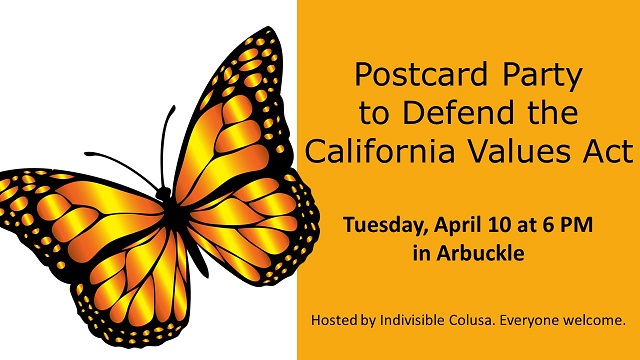 Postcard Party
to Defend the
California Values Act
Tuesday, April 10 at 6 PM
in Arbuckle
Hosted by Indivisible Colusa. Everyone welcome.